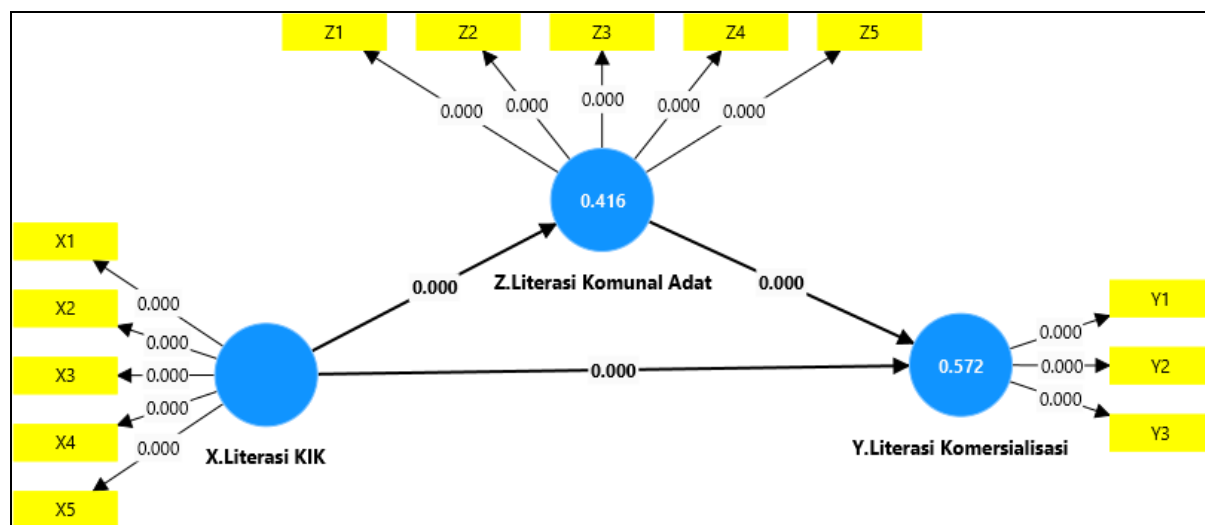 Z1 Z2 Z3 Z4 Z5
0.000 0.000 0.000 0.000 0.000
0.416
Z.Literasi Komunal Adat
X1
X2
X3
X4
X5
0.000
0.000
0.000
0.000
0.000
X.Literasi KIK
0.000
0.000
0.000
0.572
Y.Literasi Komersialisasi
0.000
0.000
0.000
Y1
Y2
Y3